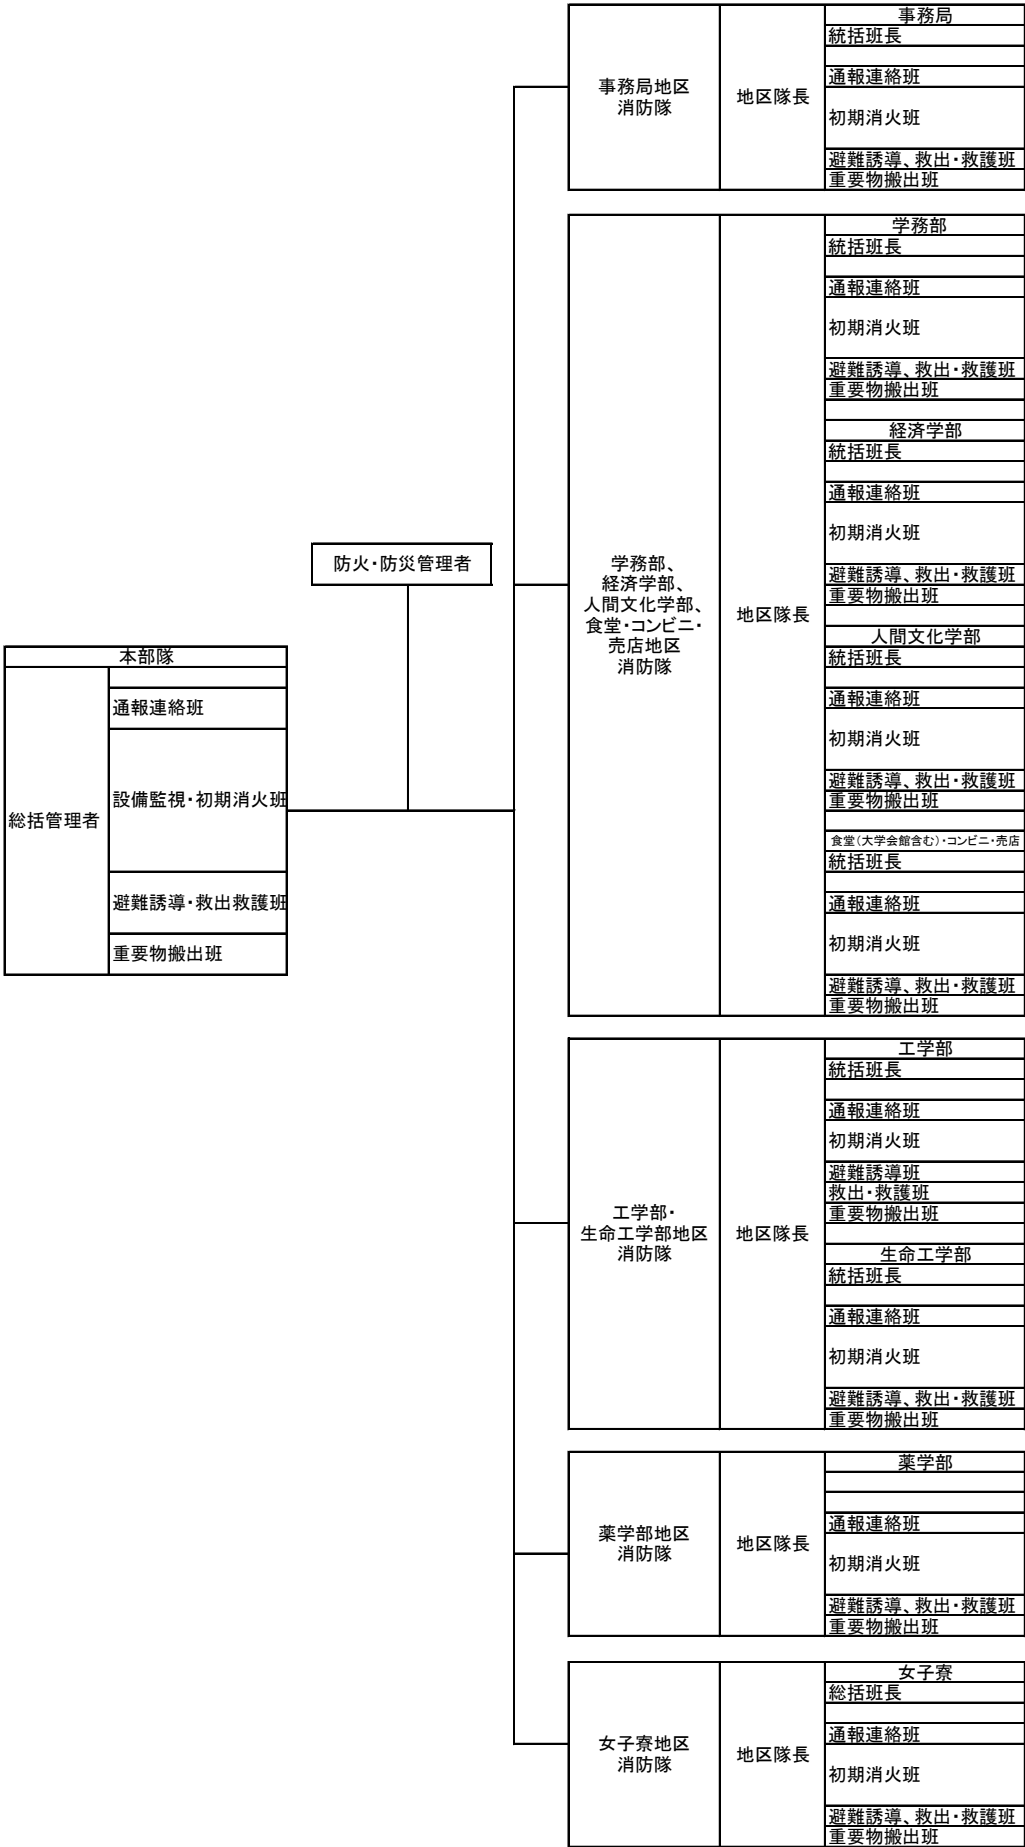 本部隊
総括管理者
通報連絡班
設備監視・初期消火班
避難誘導・救出救護班
重要物搬出班
防火・防災管理者
事務局地区
消防隊
地区隊長
事務局
統括班長
通報連絡班
初期消火班
避難誘導、救出・救護班
重要物搬出班
学務部、
経済学部、
人間文化学部、
食堂・コンビニ・
売店地区
消防隊
地区隊長
学務部
統括班長
通報連絡班
初期消火班
避難誘導、救出・救護班
重要物搬出班
経済学部
統括班長
通報連絡班
初期消火班
避難誘導、救出・救護班
重要物搬出班
人間文化学部
統括班長
通報連絡班
初期消火班
避難誘導、救出・救護班
重要物搬出班
食堂(大学会館含む)・コンビニ・売店
統括班長
通報連絡班
初期消火班
避難誘導、救出・救護班
重要物搬出班
工学部・
生命工学部地区
消防隊
地区隊長
工学部
統括班長
通報連絡班
初期消火班
避難誘導班
救出・救護班
重要物搬出班
生命工学部
統括班長
通報連絡班
初期消火班
避難誘導、救出・救護班
重要物搬出班
薬学部地区
消防隊
地区隊長
薬学部
通報連絡班
初期消火班
避難誘導、救出・救護班
重要物搬出班
女子寮地区
消防隊
地区隊長
女子寮
総括班長
通報連絡班
初期消火班
避難誘導、救出・救護班
重要物搬出班